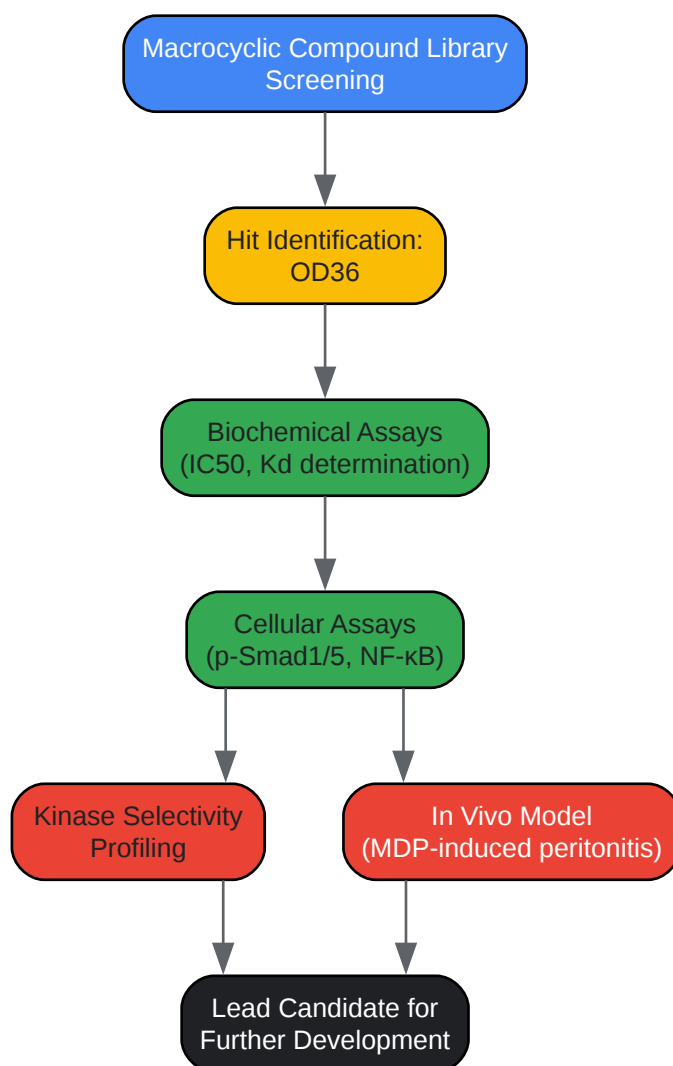 Macrocyclic Compound Library
Screening
Hit Identification:
OD36
Biochemical Assays
(IC50, Kd determination)
Cellular Assays
(p-Smad1/5, NF-κB)
Kinase Selectivity
Profiling
In Vivo Model
(MDP-induced peritonitis)
Lead Candidate for
Further Development